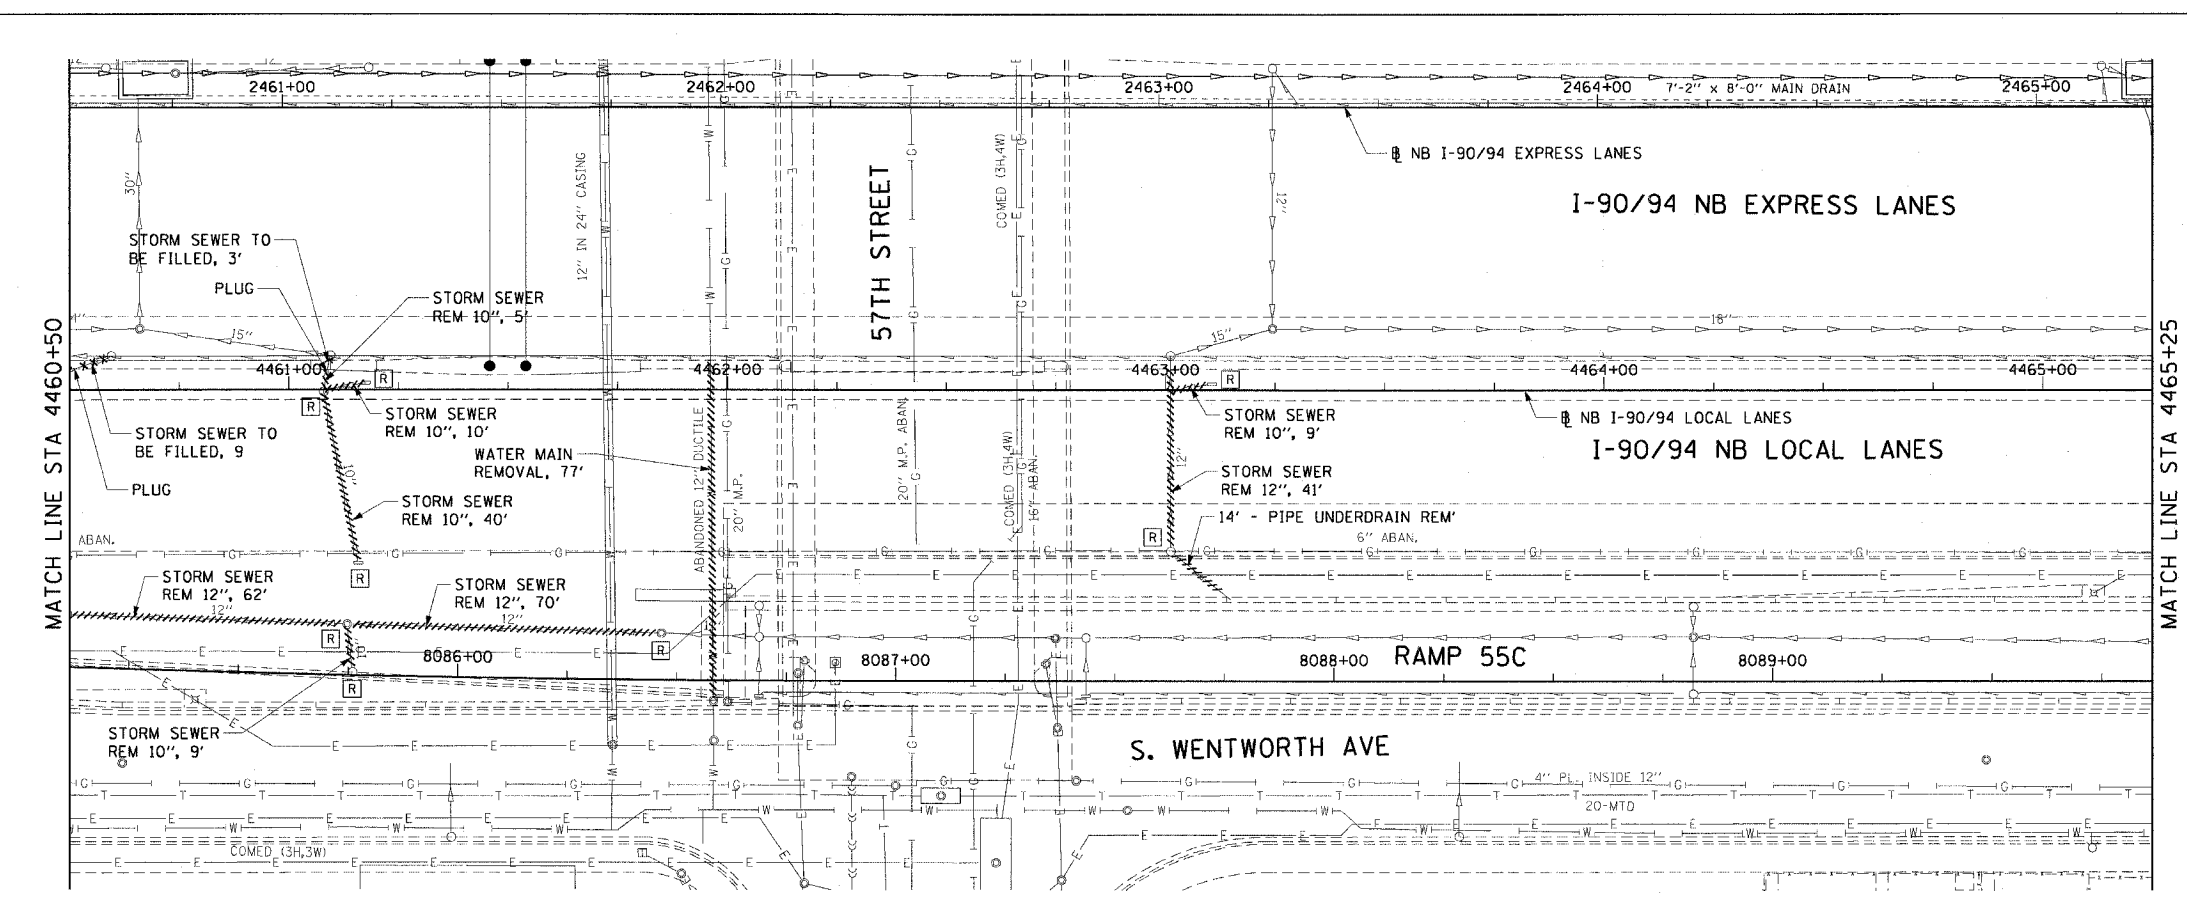 2461+00
2462+00
2463+00
2464+00
7'-2" x 8'-0" MAIN DRAIN
2465+00
℄ NB I-90/94 EXPRESS LANES
I-90/94 NB EXPRESS LANES
30"
12" IN 24" CASING
57TH STREET
COMED (3H,4W)
12"
STORM SEWER TO
BE FILLED, 3'
PLUG
STORM SEWER
REM 10", 5'
15"
15"
18"
MATCH LINE STA 4460+50
MATCH LINE STA 4465+25
4461+00
4462+00
4463+00
4464+00
4465+00
R
R
R
STORM SEWER
REM 10", 10'
STORM SEWER
REM 10", 9'
℄ NB I-90/94 LOCAL LANES
I-90/94 NB LOCAL LANES
STORM SEWER TO
BE FILLED, 9
PLUG
WATER MAIN
REMOVAL, 77'
STORM SEWER
REM 12", 41'
12"
10'
ABANDONED 12" DUCTILE
20" M.P.
20" M.P. ABAN.
COMED (3H,4W)
16" ABAN.
STORM SEWER
REM 10", 40'
14' - PIPE UNDERDRAIN REM'
ABAN.
6" ABAN.
R
R
STORM SEWER
REM 12", 62'
12"
STORM SEWER
REM 12", 70'
12"
R
R
R
8086+00
8087+00
8088+00
RAMP 55C
8089+00
STORM SEWER
REM 10", 9'
S. WENTWORTH AVE
4" PL. INSIDE 12"
20-MTD
COMED (3H,3W)